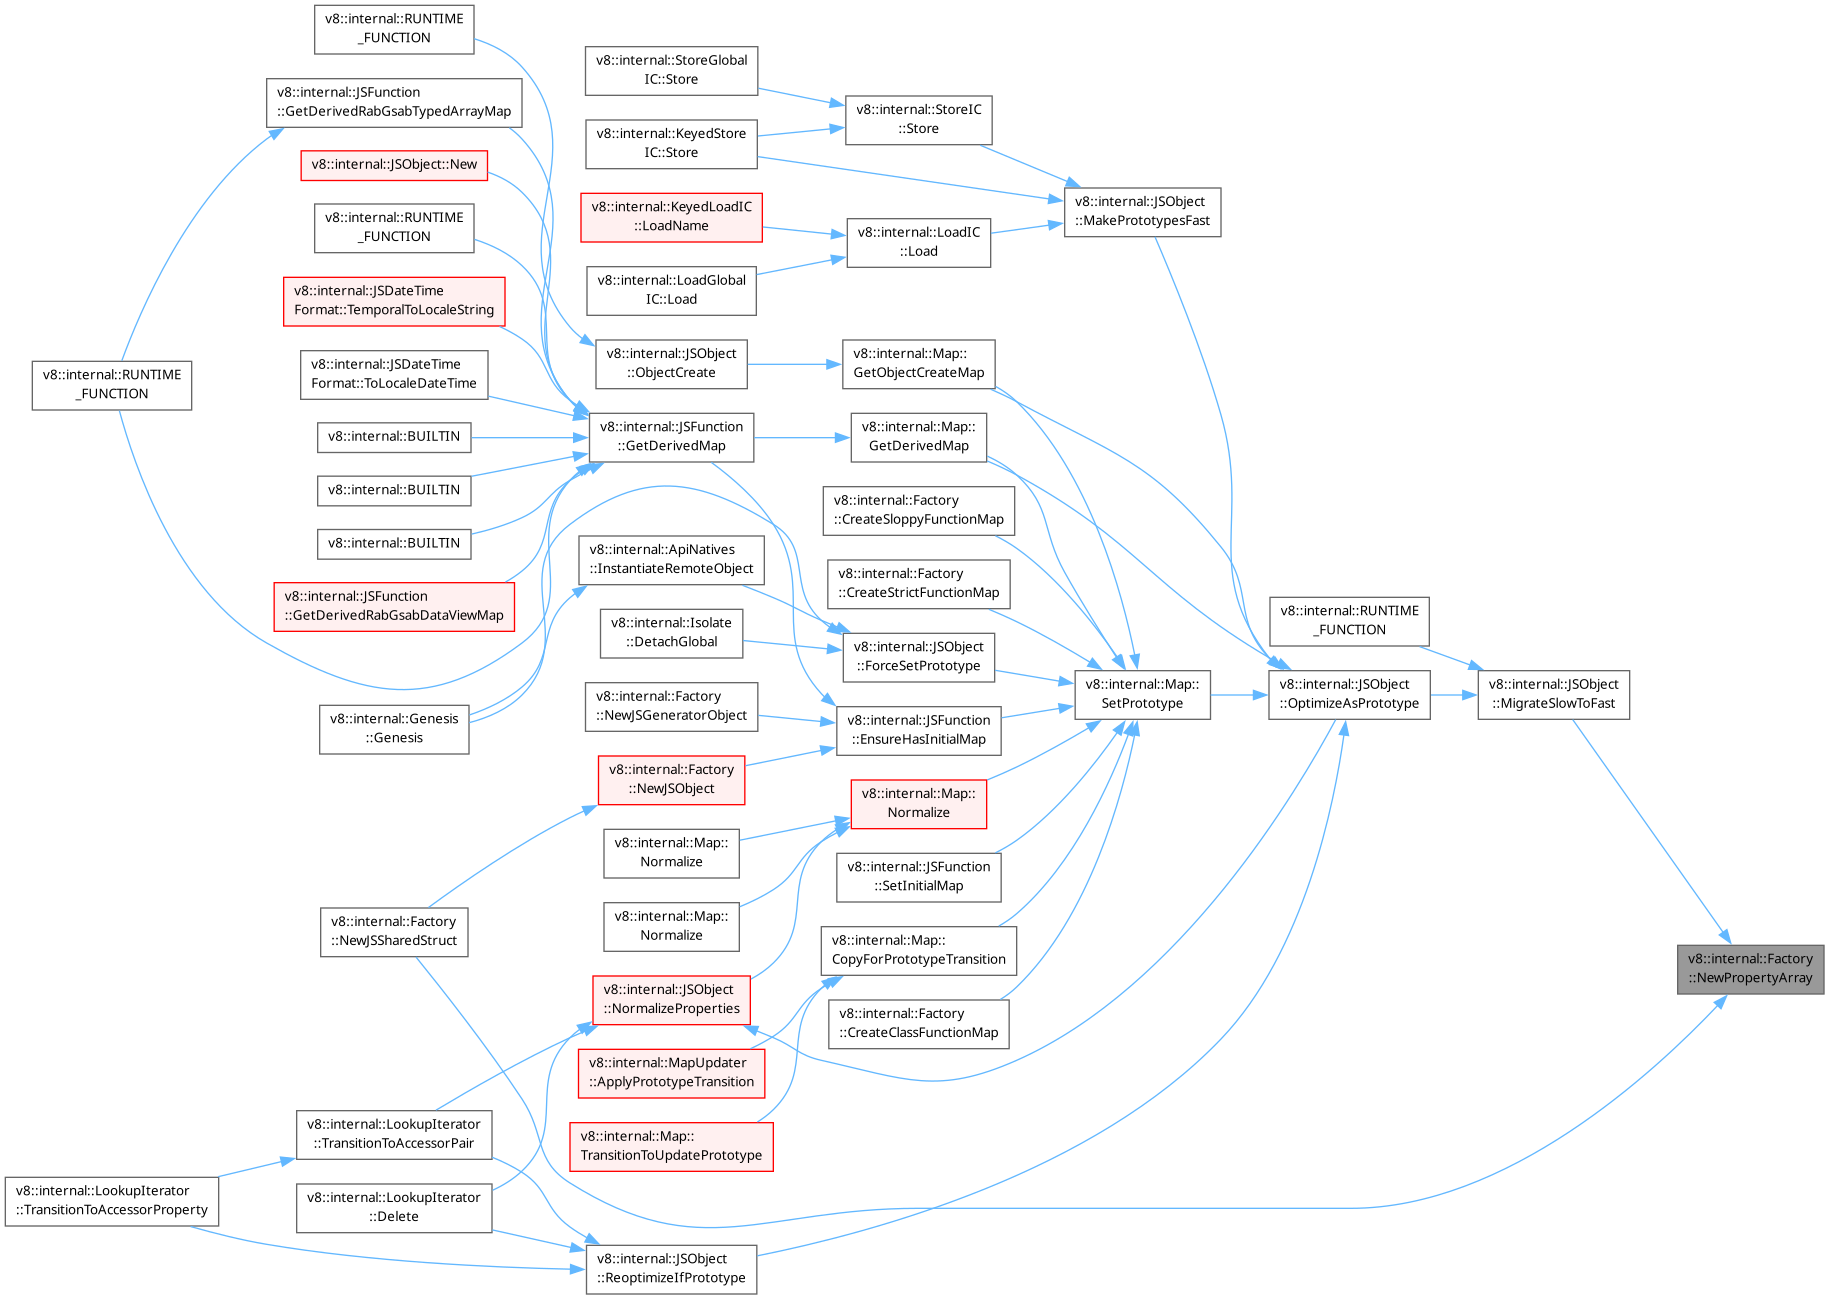 v8::internal::RUNTIME
_FUNCTION
v8::internal::JSFunction
::GetDerivedRabGsabTypedArrayMap
v8::internal::JSObject::New
v8::internal::RUNTIME
_FUNCTION
v8::internal::JSDateTime
Format::TemporalToLocaleString
v8::internal::RUNTIME
_FUNCTION
v8::internal::JSDateTime
Format::ToLocaleDateTime
v8::internal::BUILTIN
v8::internal::BUILTIN
v8::internal::BUILTIN
v8::internal::JSFunction
::GetDerivedRabGsabDataViewMap
v8::internal::Genesis
::Genesis
v8::internal::Factory
::NewJSSharedStruct
v8::internal::LookupIterator
::TransitionToAccessorPair
v8::internal::LookupIterator
::TransitionToAccessorProperty
v8::internal::LookupIterator
::Delete
v8::internal::StoreGlobal
IC::Store
v8::internal::KeyedStore
IC::Store
v8::internal::KeyedLoadIC
::LoadName
v8::internal::LoadGlobal
IC::Load
v8::internal::JSObject
::ObjectCreate
v8::internal::JSFunction
::GetDerivedMap
v8::internal::ApiNatives
::InstantiateRemoteObject
v8::internal::Isolate
::DetachGlobal
v8::internal::Factory
::NewJSGeneratorObject
v8::internal::Factory
::NewJSObject
v8::internal::Map::
Normalize
v8::internal::Map::
Normalize
v8::internal::JSObject
::NormalizeProperties
v8::internal::MapUpdater
::ApplyPrototypeTransition
v8::internal::Map::
TransitionToUpdatePrototype
v8::internal::JSObject
::ReoptimizeIfPrototype
v8::internal::StoreIC
::Store
v8::internal::LoadIC
::Load
v8::internal::Map::
GetObjectCreateMap
v8::internal::Map::
GetDerivedMap
v8::internal::Factory
::CreateSloppyFunctionMap
v8::internal::Factory
::CreateStrictFunctionMap
v8::internal::JSObject
::ForceSetPrototype
v8::internal::JSFunction
::EnsureHasInitialMap
v8::internal::Map::
Normalize
v8::internal::JSFunction
::SetInitialMap
v8::internal::Map::
CopyForPrototypeTransition
v8::internal::Factory
::CreateClassFunctionMap
v8::internal::JSObject
::MakePrototypesFast
v8::internal::Map::
SetPrototype
v8::internal::RUNTIME
_FUNCTION
v8::internal::JSObject
::OptimizeAsPrototype
v8::internal::JSObject
::MigrateSlowToFast
v8::internal::Factory
::NewPropertyArray